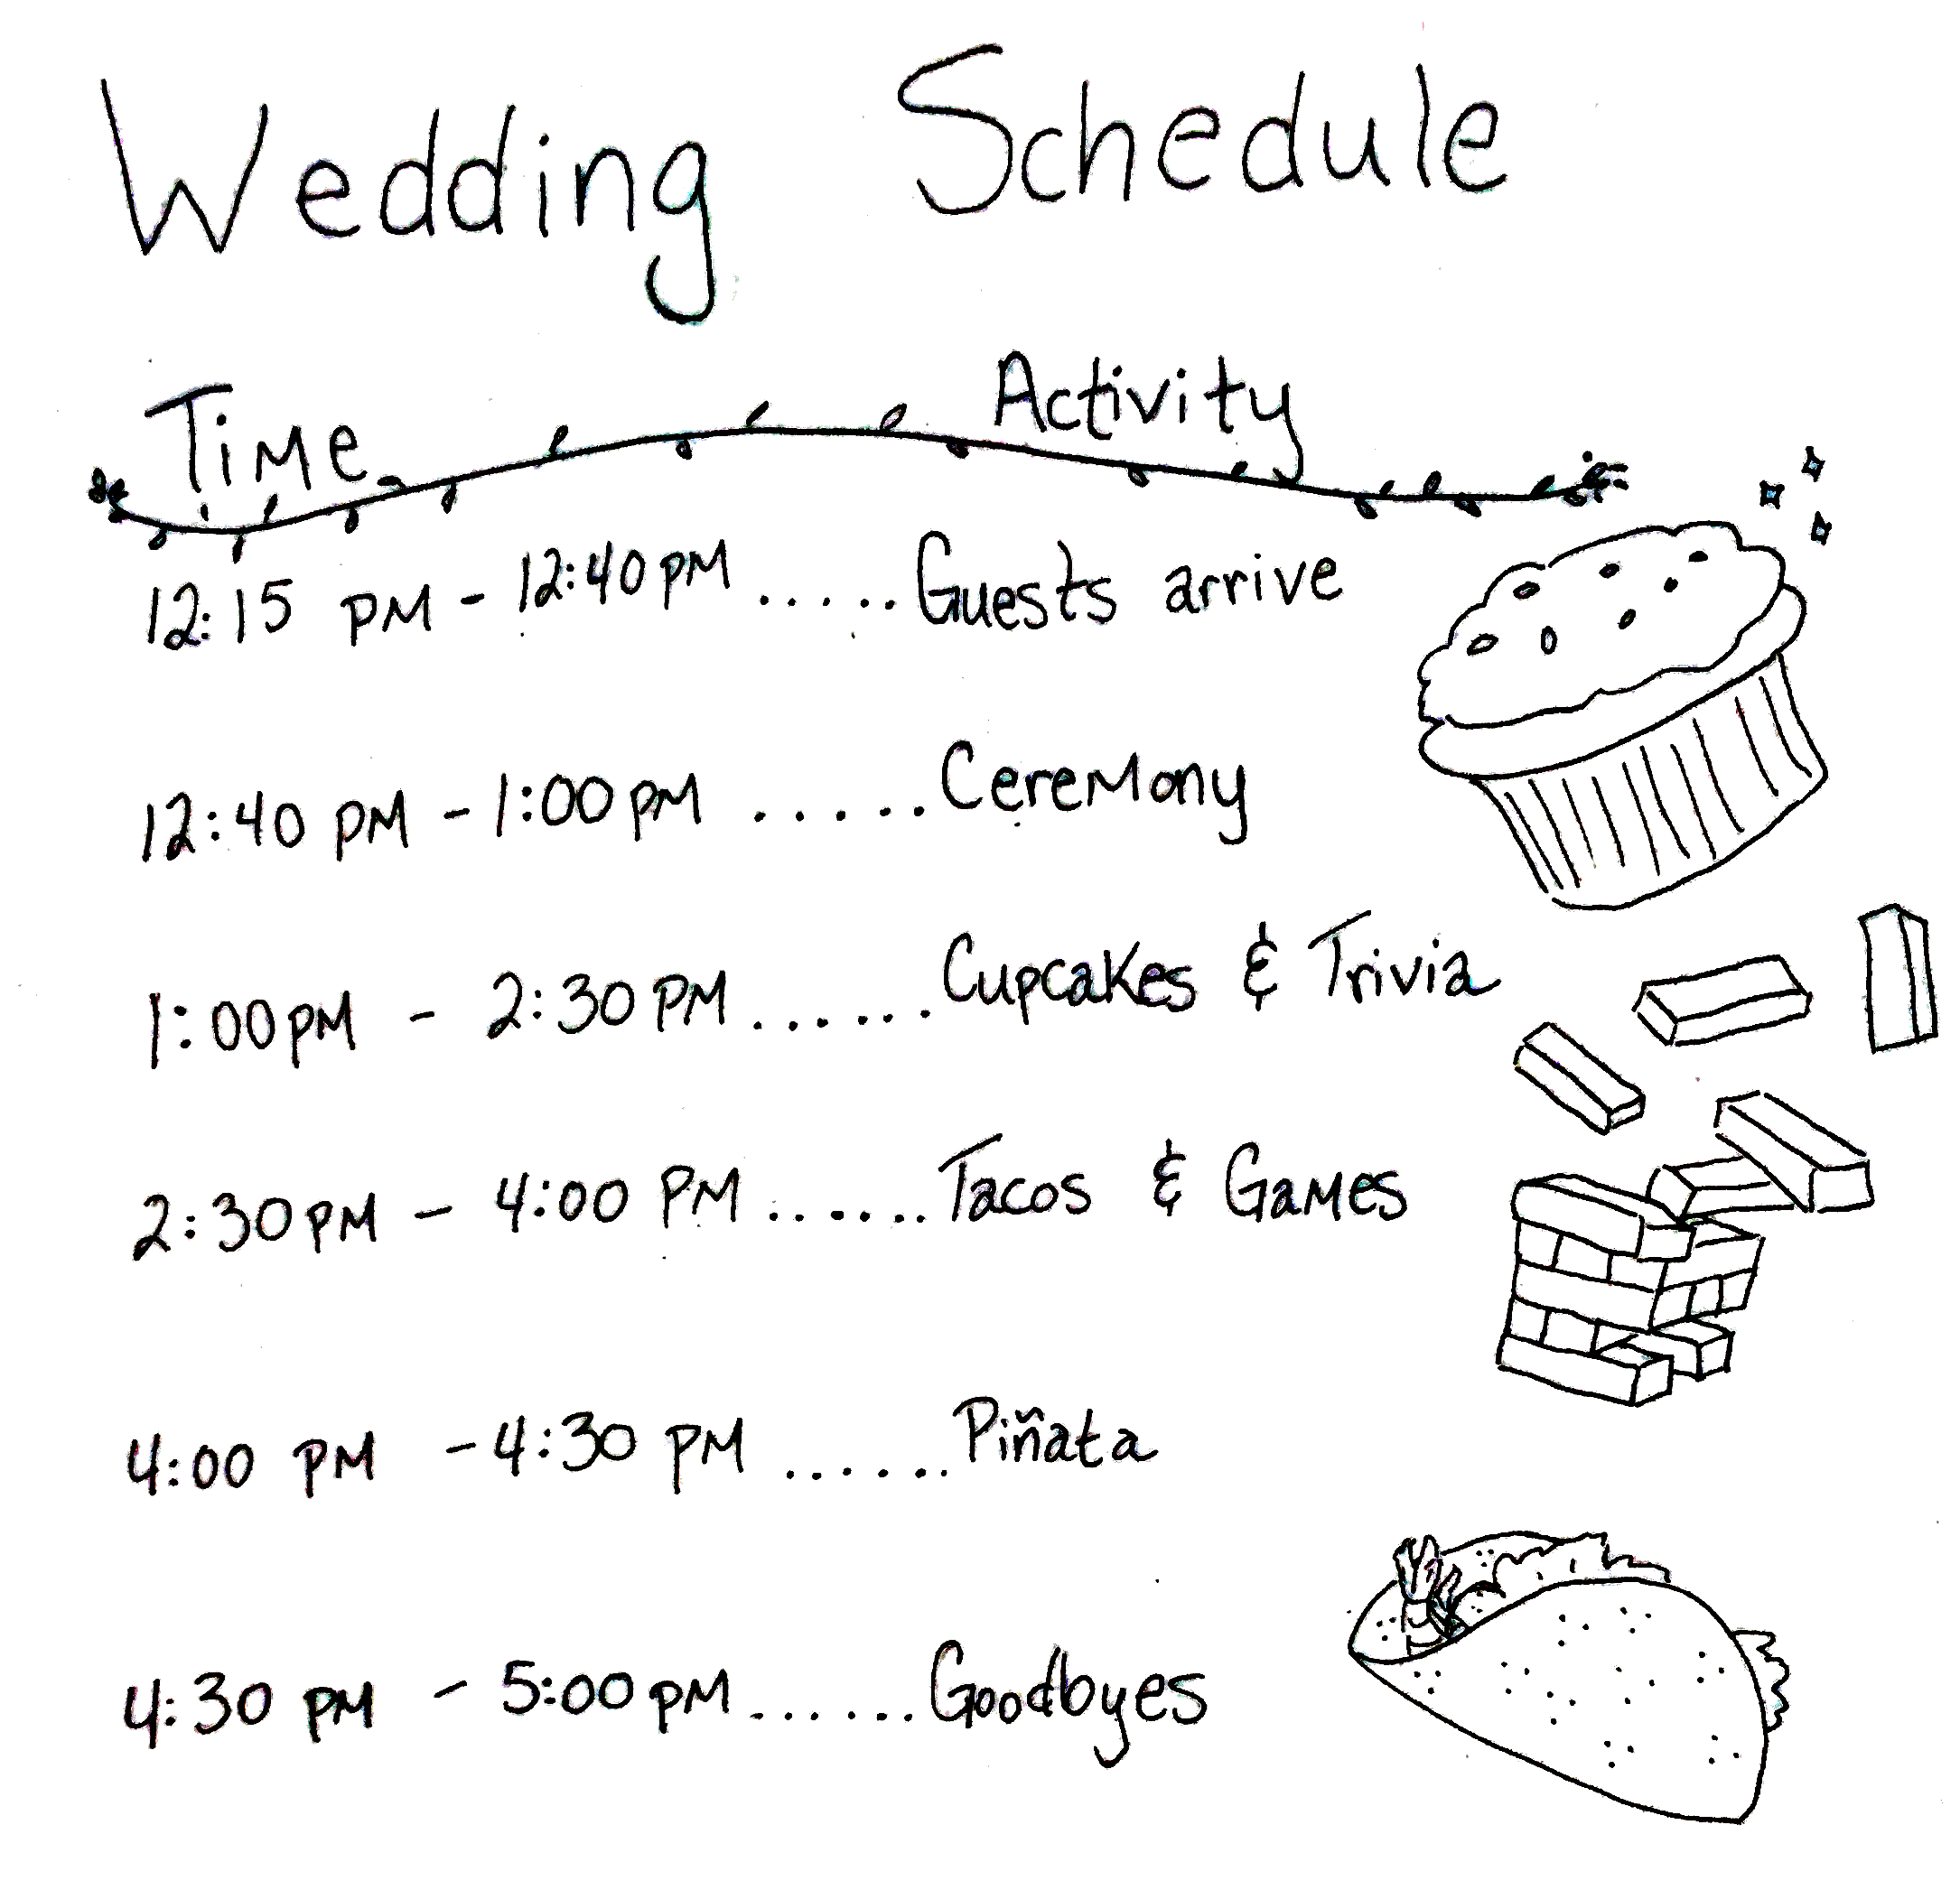 Wedding Schedule
Time Activity
12:15 PM - 12:40 PM ..... Guests arrive
12:40 PM - 1:00 PM ...... Ceremony
1:00 PM - 2:30 PM ...... Cupcakes & Trivia
2:30 PM - 4:00 PM ....... Tacos & Games
4:00 PM - 4:30 PM ....... Piñata
4:30 PM - 5:00 PM ...... Goodbyes